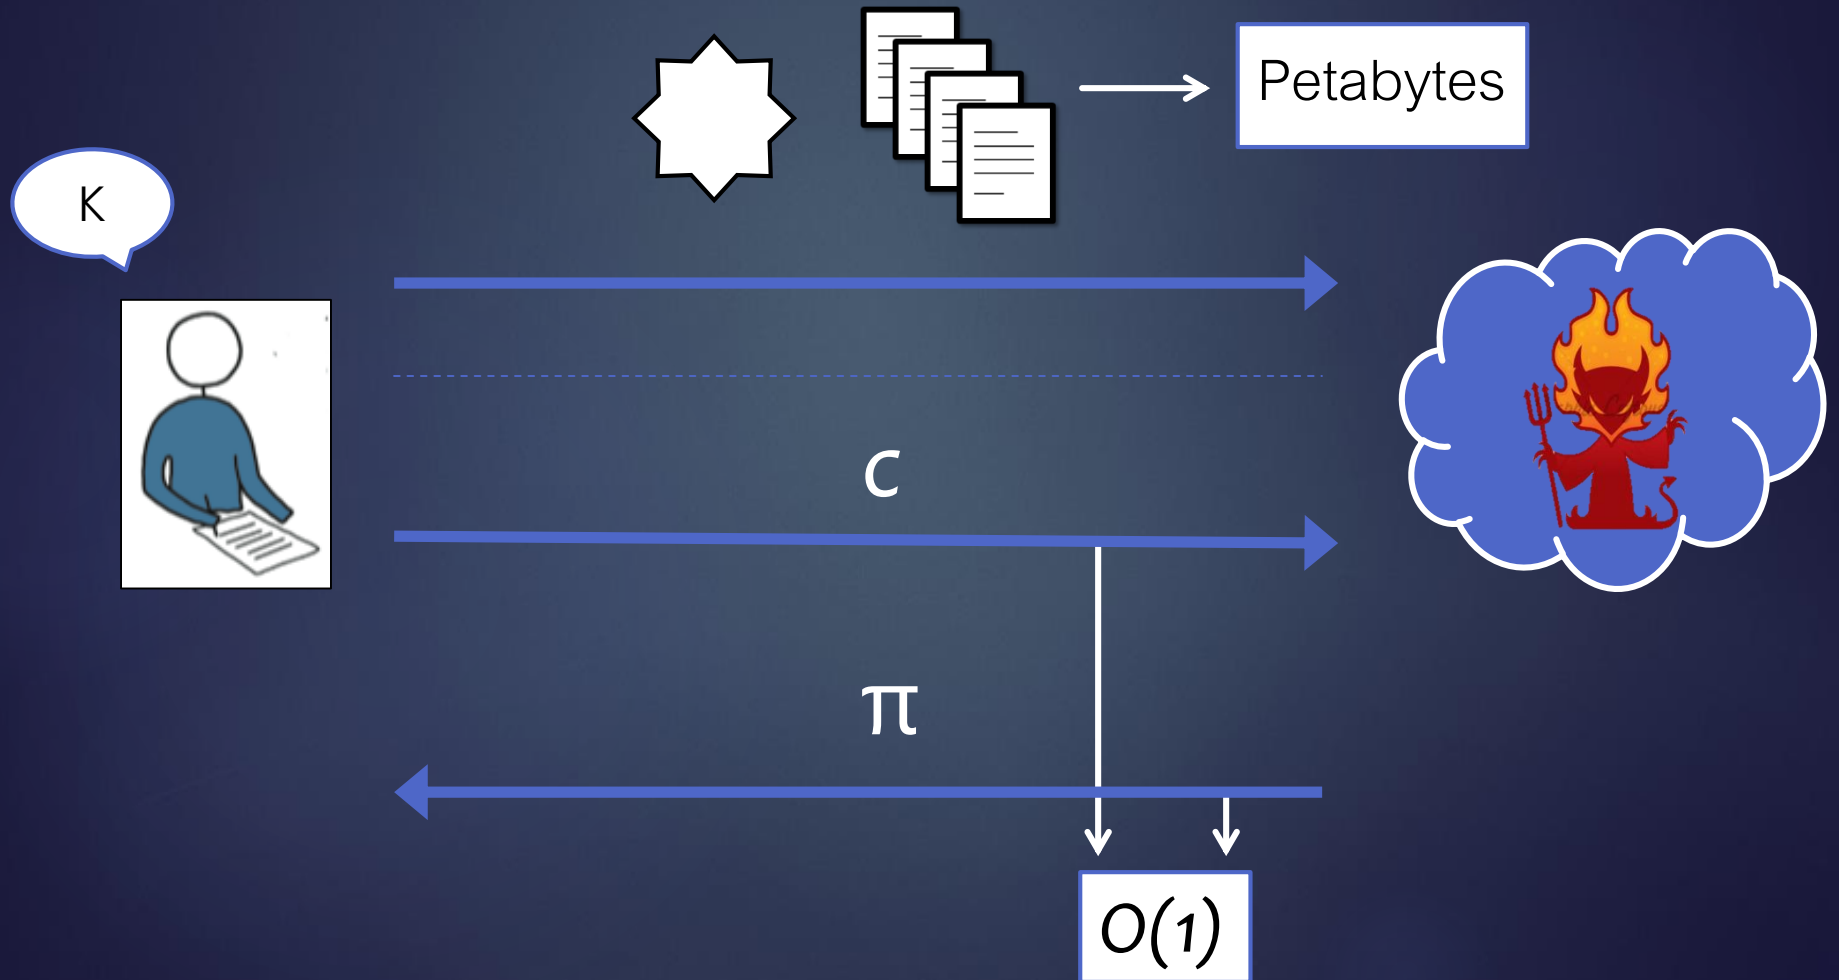 Petabytes
K
c
π
O(1)